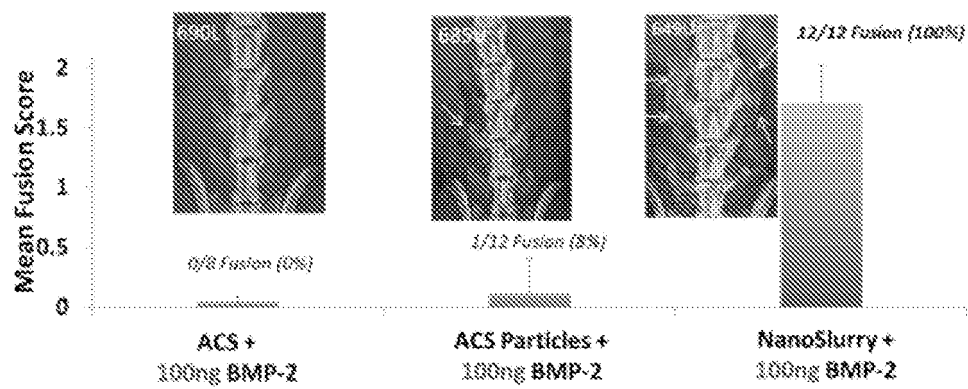 12/12 Fusion (100%)
Mean Fusion Score
2
1.5
1
0.5
0
0/8 Fusion (0%)
1/12 Fusion (8%)
ACS +
100ng BMP-2
ACS Particles +
100ng BMP-2
NanoSlurry +
100ng BMP-2